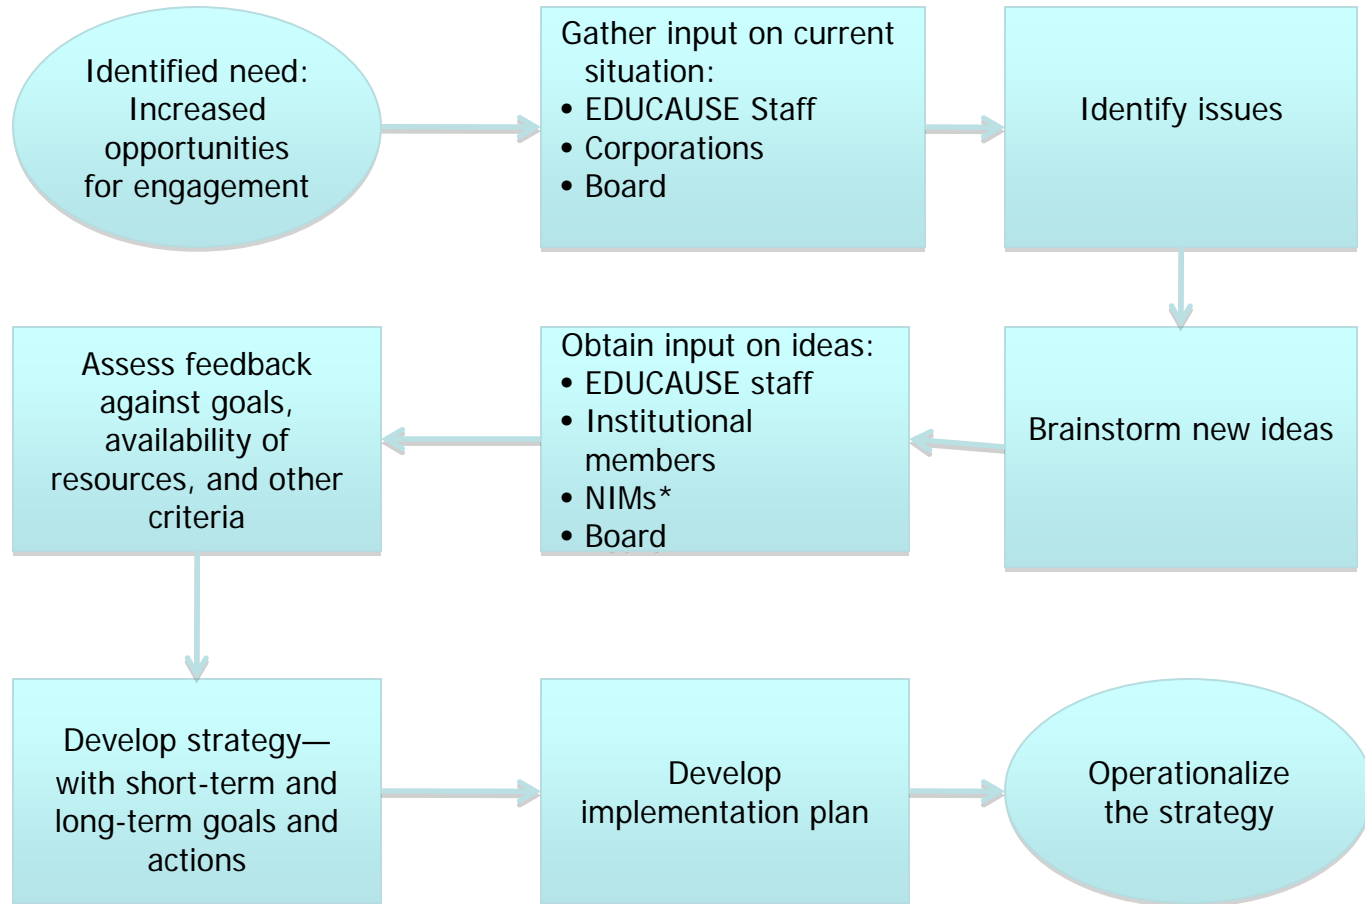 Identified need:
Increased
opportunities
for engagement
Gather input on current
situation:
• EDUCAUSE Staff
• Corporations
• Board
Identify issues
Brainstorm new ideas
Obtain input on ideas:
• EDUCAUSE staff
• Institutional
members
• NIMs*
• Board
Assess feedback
against goals,
availability of
resources, and other
criteria
Develop strategy—
with short-term and
long-term goals and
actions
Develop
implementation plan
Operationalize
the strategy